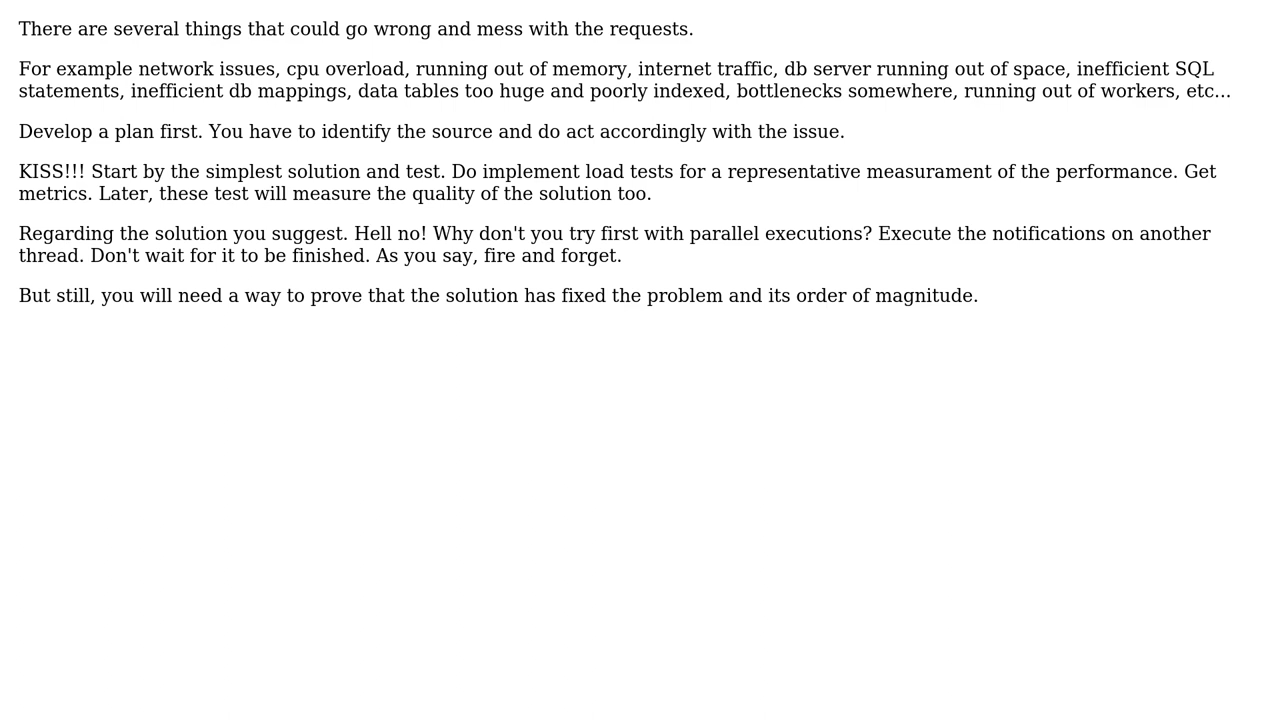 There are several things that could go wrong and mess with the requests.
For example network issues, cpu overload, running out of memory, internet traffic, db server running out of space, inefficient SQL
statements, inefficient db mappings, data tables too huge and poorly indexed, bottlenecks somewhere, running out of workers, etc...
Develop a plan first. You have to identify the source and do act accordingly with the issue.
KISS!!! Start by the simplest solution and test. Do implement load tests for a representative measurament of the performance. Get
metrics. Later, these test will measure the quality of the solution too.
Regarding the solution you suggest. Hell no! Why don't you try first with parallel executions? Execute the notifications on another
thread. Don't wait for it to be finished. As you say, fire and forget.
But still, you will need a way to prove that the solution has fixed the problem and its order of magnitude.